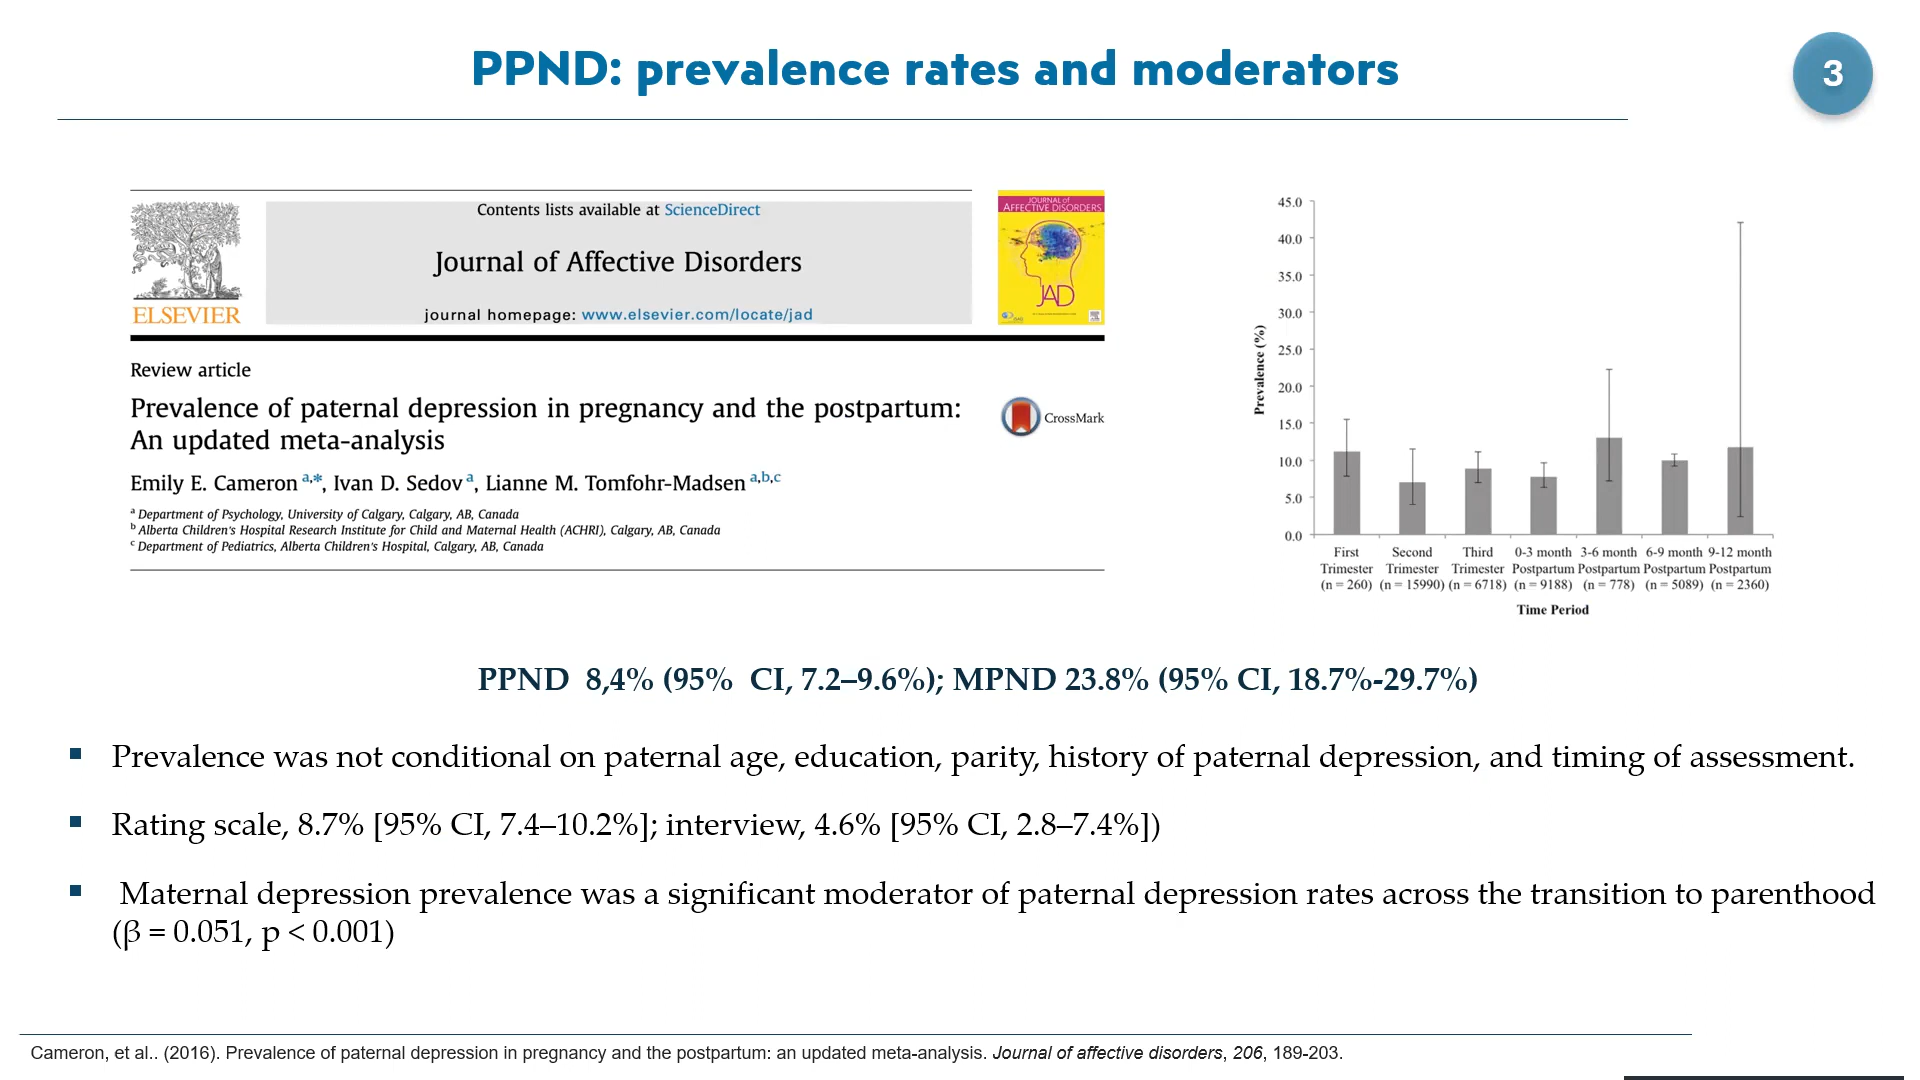 PPND: prevalence rates and moderators
3
Contents lists available at ScienceDirect
Journal of Affective Disorders
journal homepage: www.elsevier.com/locate/jad
ELSEVIER
JOURNAL of
AFFECTIVE DISORDERS
JAD
Review article
Prevalence of paternal depression in pregnancy and the postpartum:
An updated meta-analysis
CrossMark
Emily E. Cameron a,*, Ivan D. Sedov a, Lianne M. Tomfohr-Madsen a,b,c
a Department of Psychology, University of Calgary, Calgary, AB, Canada
b Alberta Children's Hospital Research Institute for Child and Maternal Health (ACHRI), Calgary, AB, Canada
c Department of Pediatrics, Alberta Children's Hospital, Calgary, AB, Canada
Prevalence (%)
45.0
40.0
35.0
30.0
25.0
20.0
15.0
10.0
5.0
0.0
First Second Third 0-3 month 3-6 month 6-9 month 9-12 month
Trimester Trimester Trimester Postpartum Postpartum Postpartum Postpartum
(n = 260) (n = 15990) (n = 6718) (n = 9188) (n = 778) (n = 5089) (n = 2360)
Time Period
PPND 8,4% (95% CI, 7.2–9.6%); MPND 23.8% (95% CI, 18.7%-29.7%)
▪ Prevalence was not conditional on paternal age, education, parity, history of paternal depression, and timing of assessment.
▪ Rating scale, 8.7% [95% CI, 7.4–10.2%]; interview, 4.6% [95% CI, 2.8–7.4%])
▪ Maternal depression prevalence was a significant moderator of paternal depression rates across the transition to parenthood
(β = 0.051, p < 0.001)
Cameron, et al.. (2016). Prevalence of paternal depression in pregnancy and the postpartum: an updated meta-analysis. Journal of affective disorders, 206, 189-203.